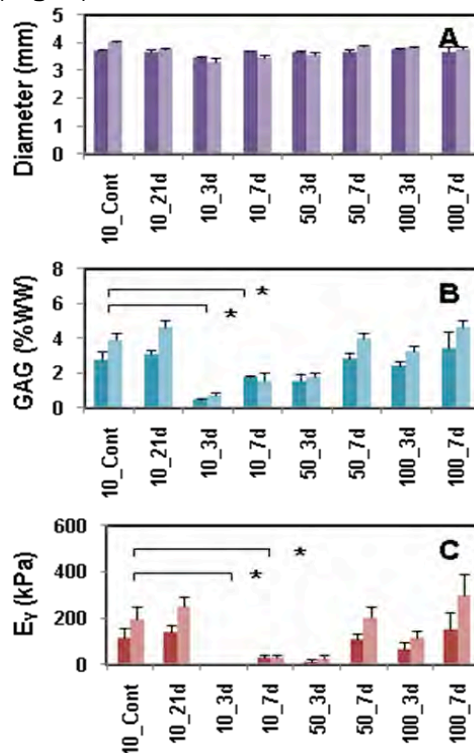 5
4
3
2
1
0
Diameter (mm)
A
10_Cont
10_21d
10_3d
10_7d
50_3d
50_7d
100_3d
100_7d
8
6
4
2
0
GAG (%WW)
B
*
*
10_Cont
10_21d
10_3d
10_7d
50_3d
50_7d
100_3d
100_7d
600
400
200
0
EY (kPa)
C
*
*
10_Cont
10_21d
10_3d
10_7d
50_3d
50_7d
100_3d
100_7d